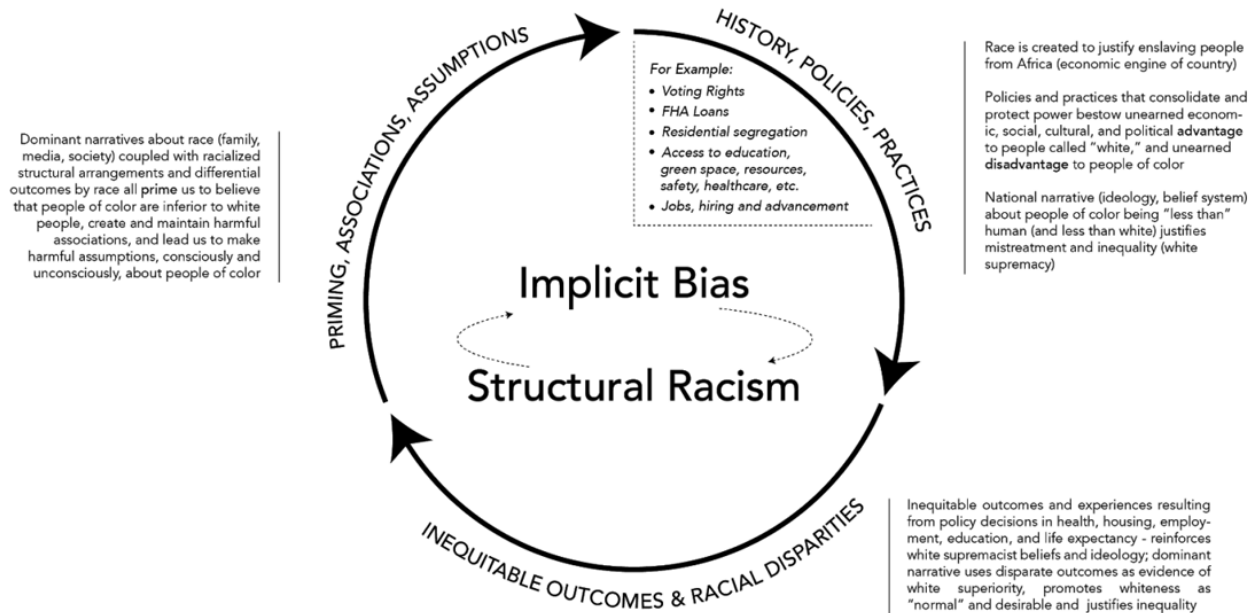 PRIMING, ASSOCIATIONS, ASSUMPTIONS
HISTORY, POLICIES, PRACTICES
For Example:
• Voting Rights
• FHA Loans
• Residential segregation
• Access to education,
green space, resources,
safety, healthcare, etc.
• Jobs, hiring and advancement
Race is created to justify enslaving people
from Africa (economic engine of country)
Policies and practices that consolidate and
protect power bestow unearned econom-
ic, social, cultural, and political advantage
to people called "white," and unearned
disadvantage to people of color
National narrative (ideology, belief system)
about people of color being "less than"
human (and less than white) justifies
mistreatment and inequality (white
supremacy)
Dominant narratives about race (family,
media, society) coupled with racialized
structural arrangements and differential
outcomes by race all prime us to believe
that people of color are inferior to white
people, create and maintain harmful
associations, and lead us to make
harmful assumptions, consciously and
unconsciously, about people of color
Implicit Bias
Structural Racism
INEQUITABLE OUTCOMES & RACIAL DISPARITIES
Inequitable outcomes and experiences resulting
from policy decisions in health, housing, employ-
ment, education, and life expectancy - reinforces
white supremacist beliefs and ideology; dominant
narrative uses disparate outcomes as evidence of
white superiority, promotes whiteness as
"normal" and desirable and justifies inequality